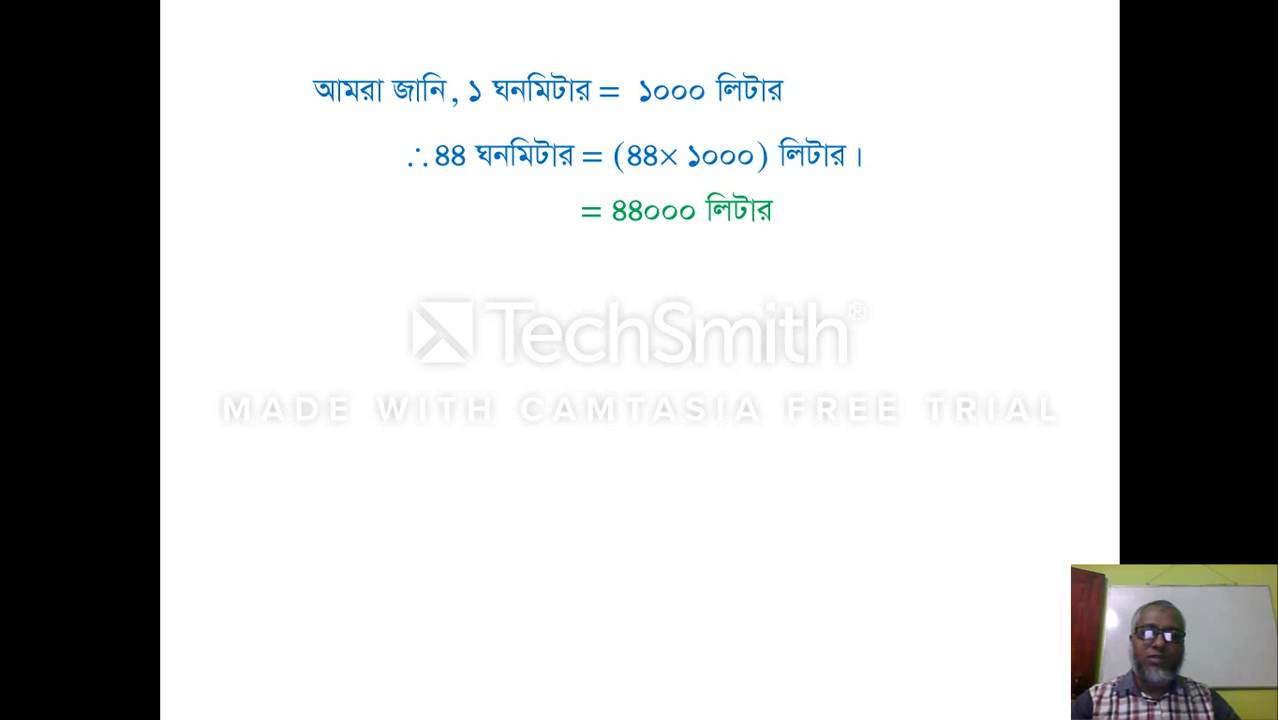 আমরা জানি, ১ ঘনমিটার = ১০০০ লিটার
∴ ৪৪ ঘনমিটার = (৪৪× ১০০০) লিটার।
= ৪৪০০০ লিটার
TechSmith®
MADE WITH CAMTASIA FREE TRIAL